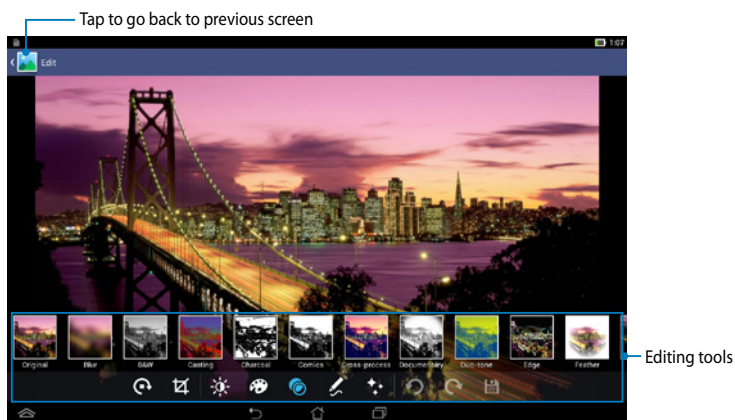 Tap to go back to previous screen
1:07
Edit
Original
Blur
B&W
Casting
Charcoal
Comics
Cross-process
Documentary
Duo-tone
Edge
Feather
Editing tools